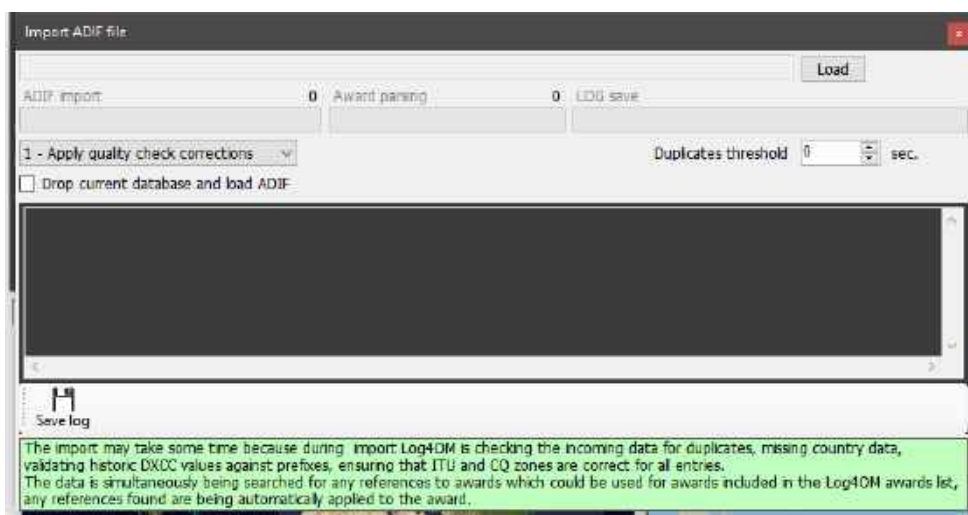 Import ADIF file
Load
ADIF import 0 Award parsing 0 LOG save
1 - Apply quality check corrections Duplicates threshold 0 sec.
Drop current database and load ADIF
Save log
The import may take some time because during import Log4OM is checking the incoming data for duplicates, missing country data,
validating historic DXCC values against prefixes, ensuring that ITU and CQ zones are correct for all entries.
The data is simultaneously being searched for any references to awards which could be used for awards included in the Log4OM awards list,
any references found are being automatically applied to the award.